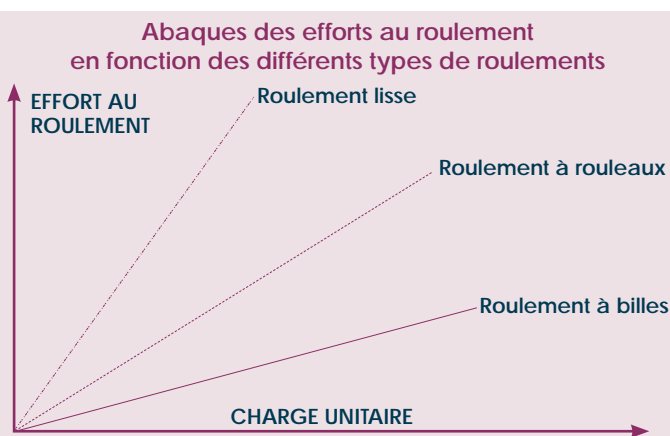 Abaques des efforts au roulement
en fonction des différents types de roulements
EFFORT AU
ROULEMENT
Roulement lisse
Roulement à rouleaux
Roulement à billes
CHARGE UNITAIRE